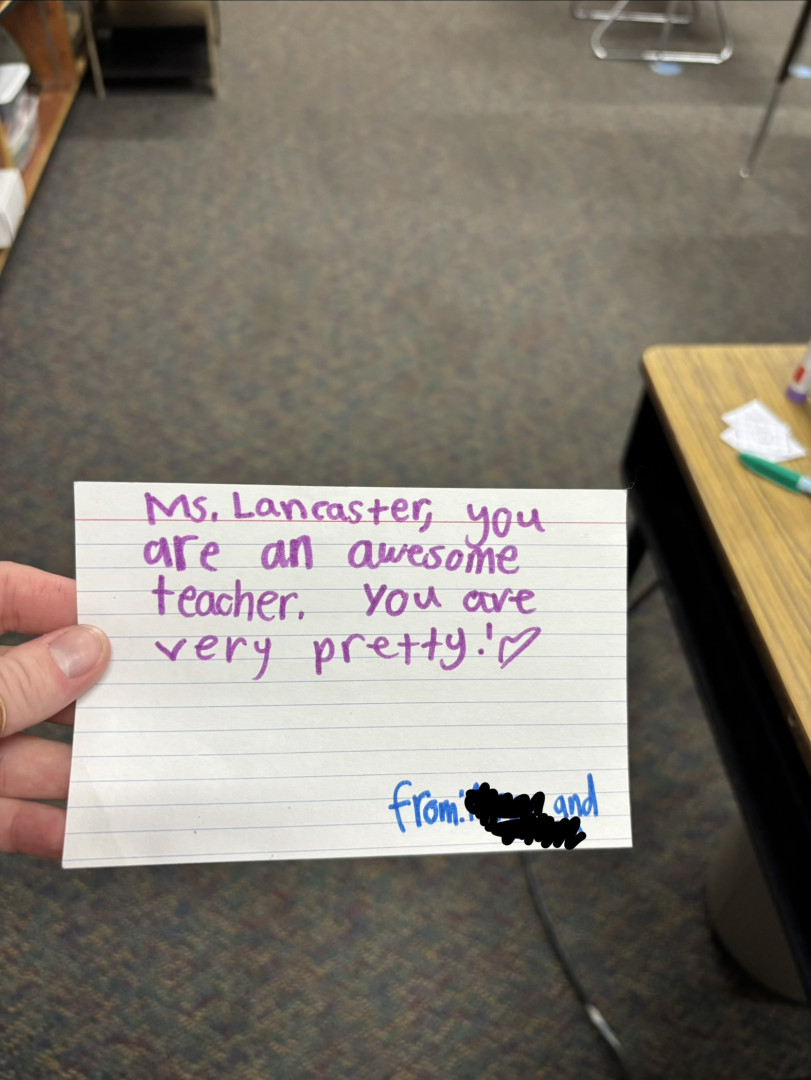 Ms. Lancaster, you
are an awesome
teacher. You are
very pretty!♡
from: and